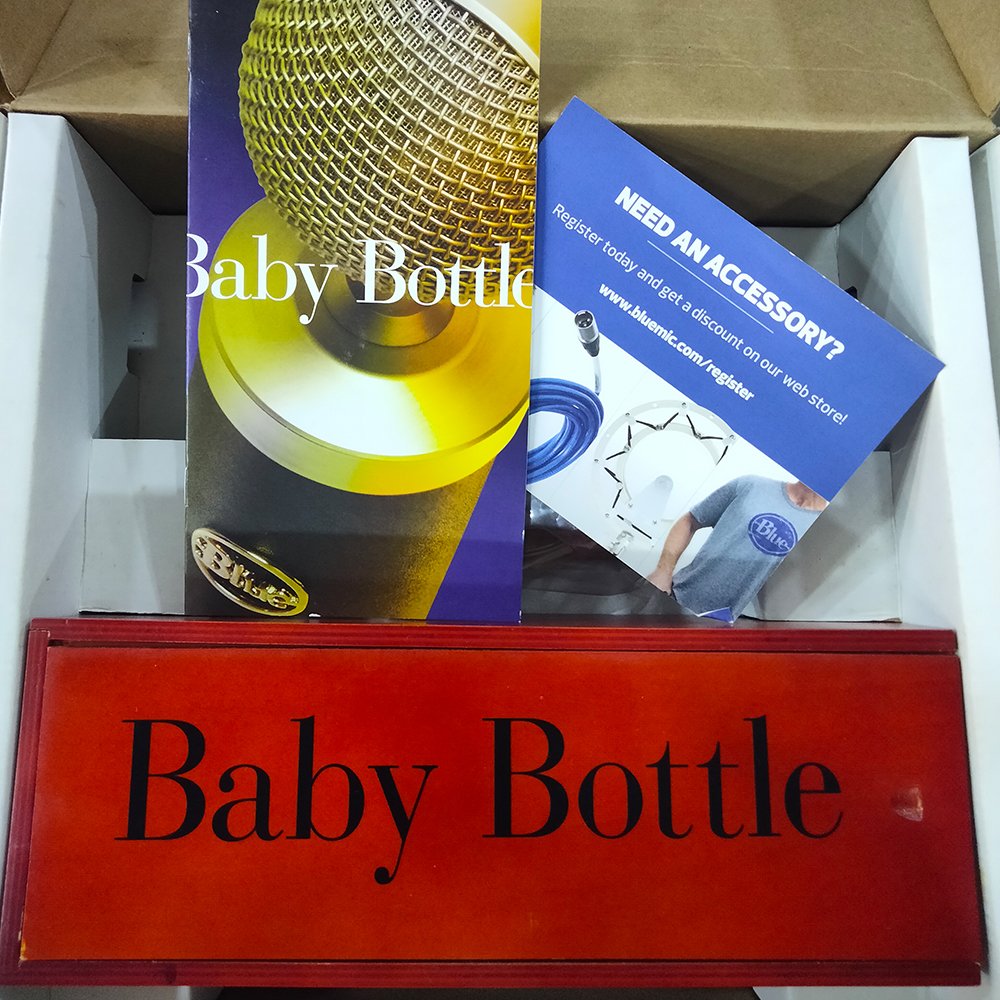 Baby Bottle
Blue
NEED AN ACCESSORY?
Register today and get a discount on our web store!
www.bluemic.com/register
Blue
Baby Bottle